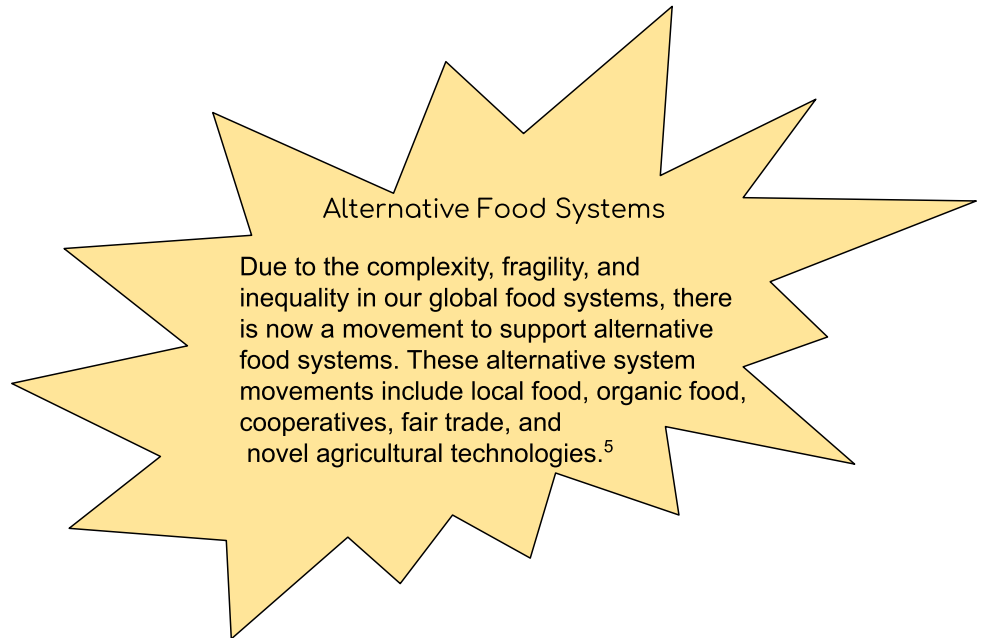 Alternative Food Systems
Due to the complexity, fragility, and
inequality in our global food systems, there
is now a movement to support alternative
food systems. These alternative system
movements include local food, organic food,
cooperatives, fair trade, and
novel agricultural technologies.⁵